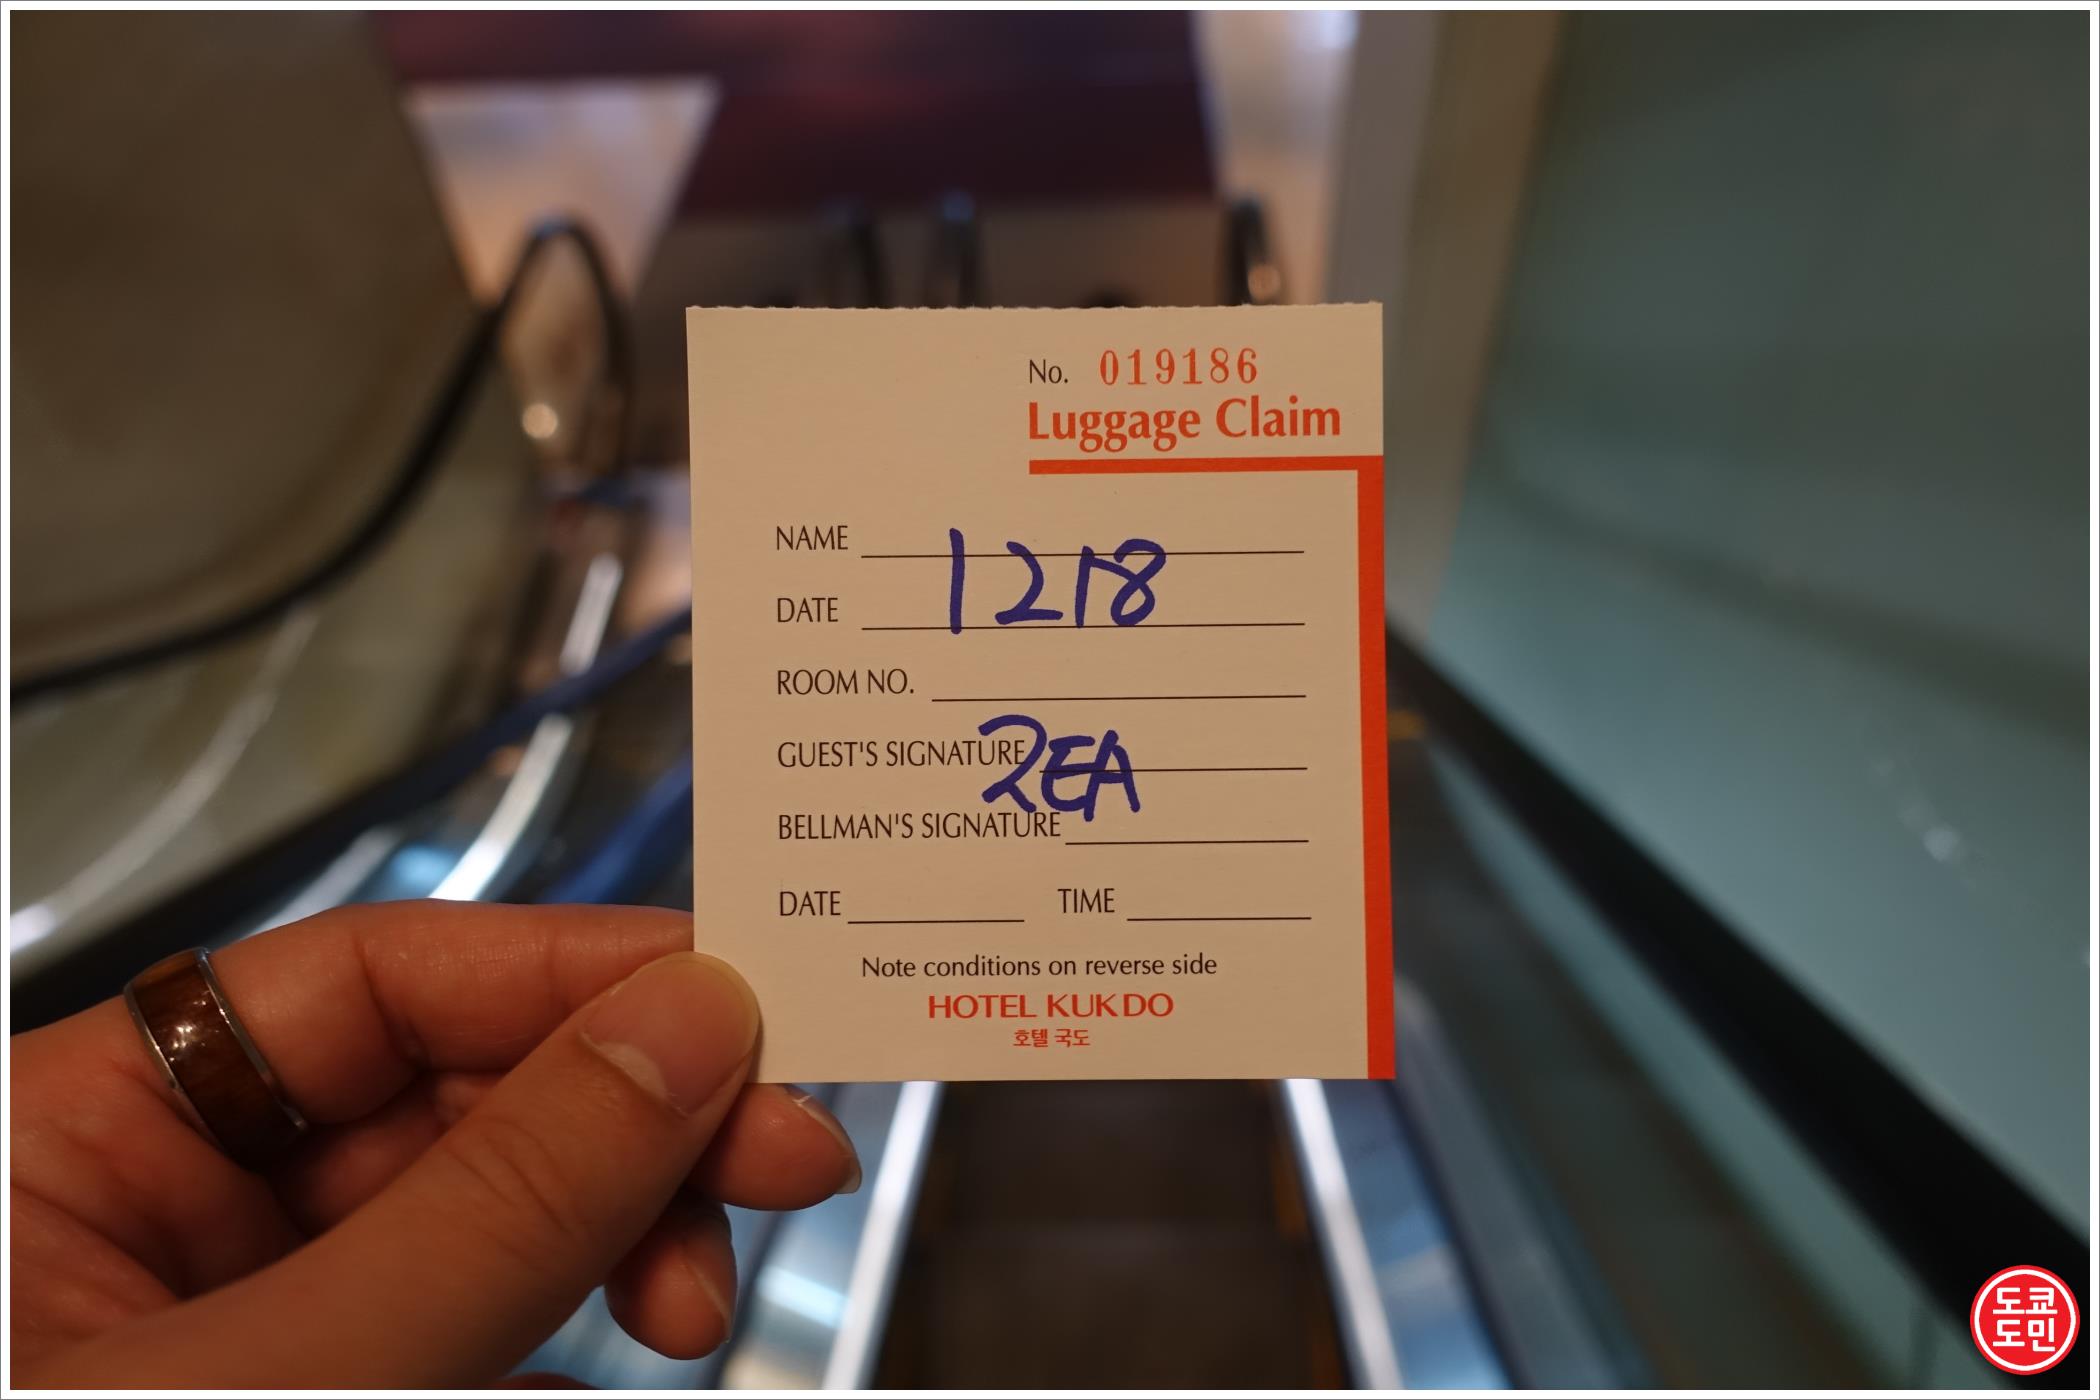 No. 019186
Luggage Claim
NAME
1218
DATE
ROOM NO.
GUEST'S SIGNATURE
2EA
BELLMAN'S SIGNATURE
DATE TIME
Note conditions on reverse side
HOTEL KUKDO
호텔 국도
도쿄
도민